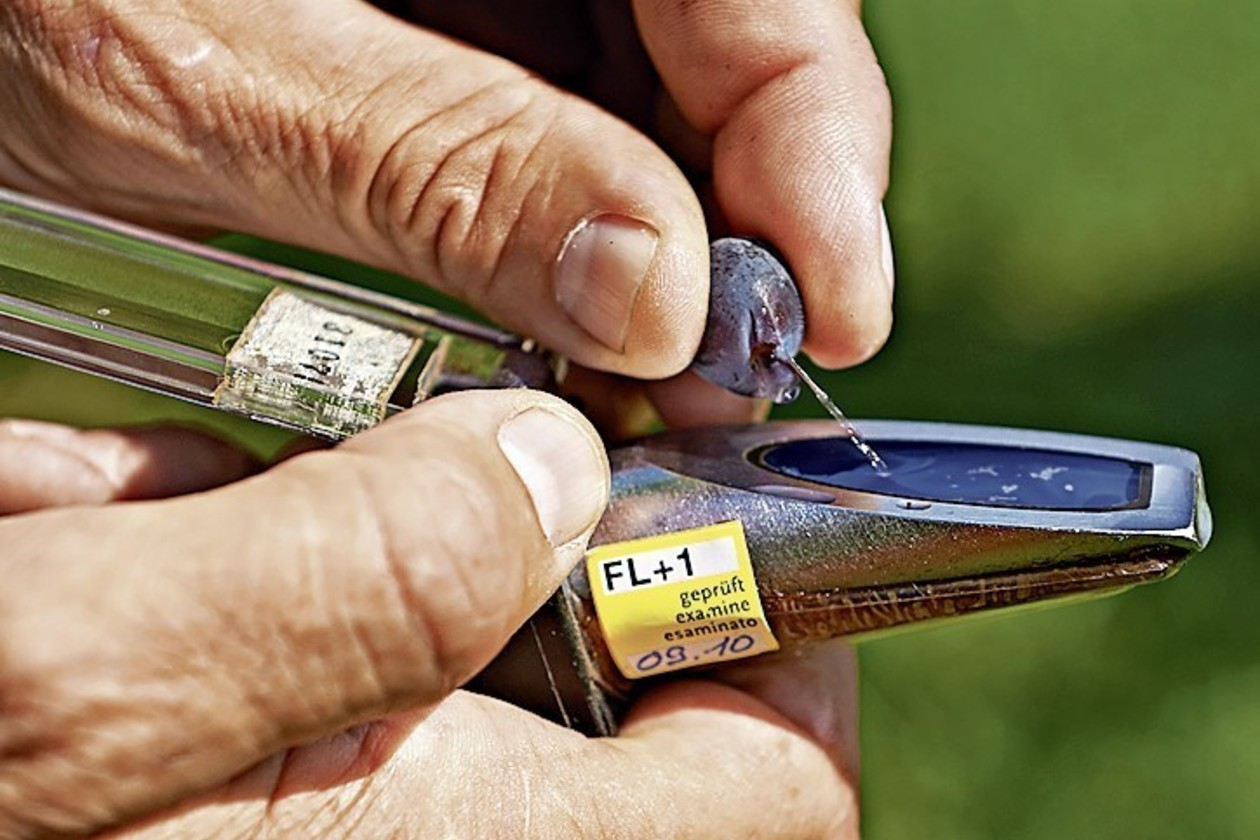 FL+1
geprüft
examine
esaminato
09.10